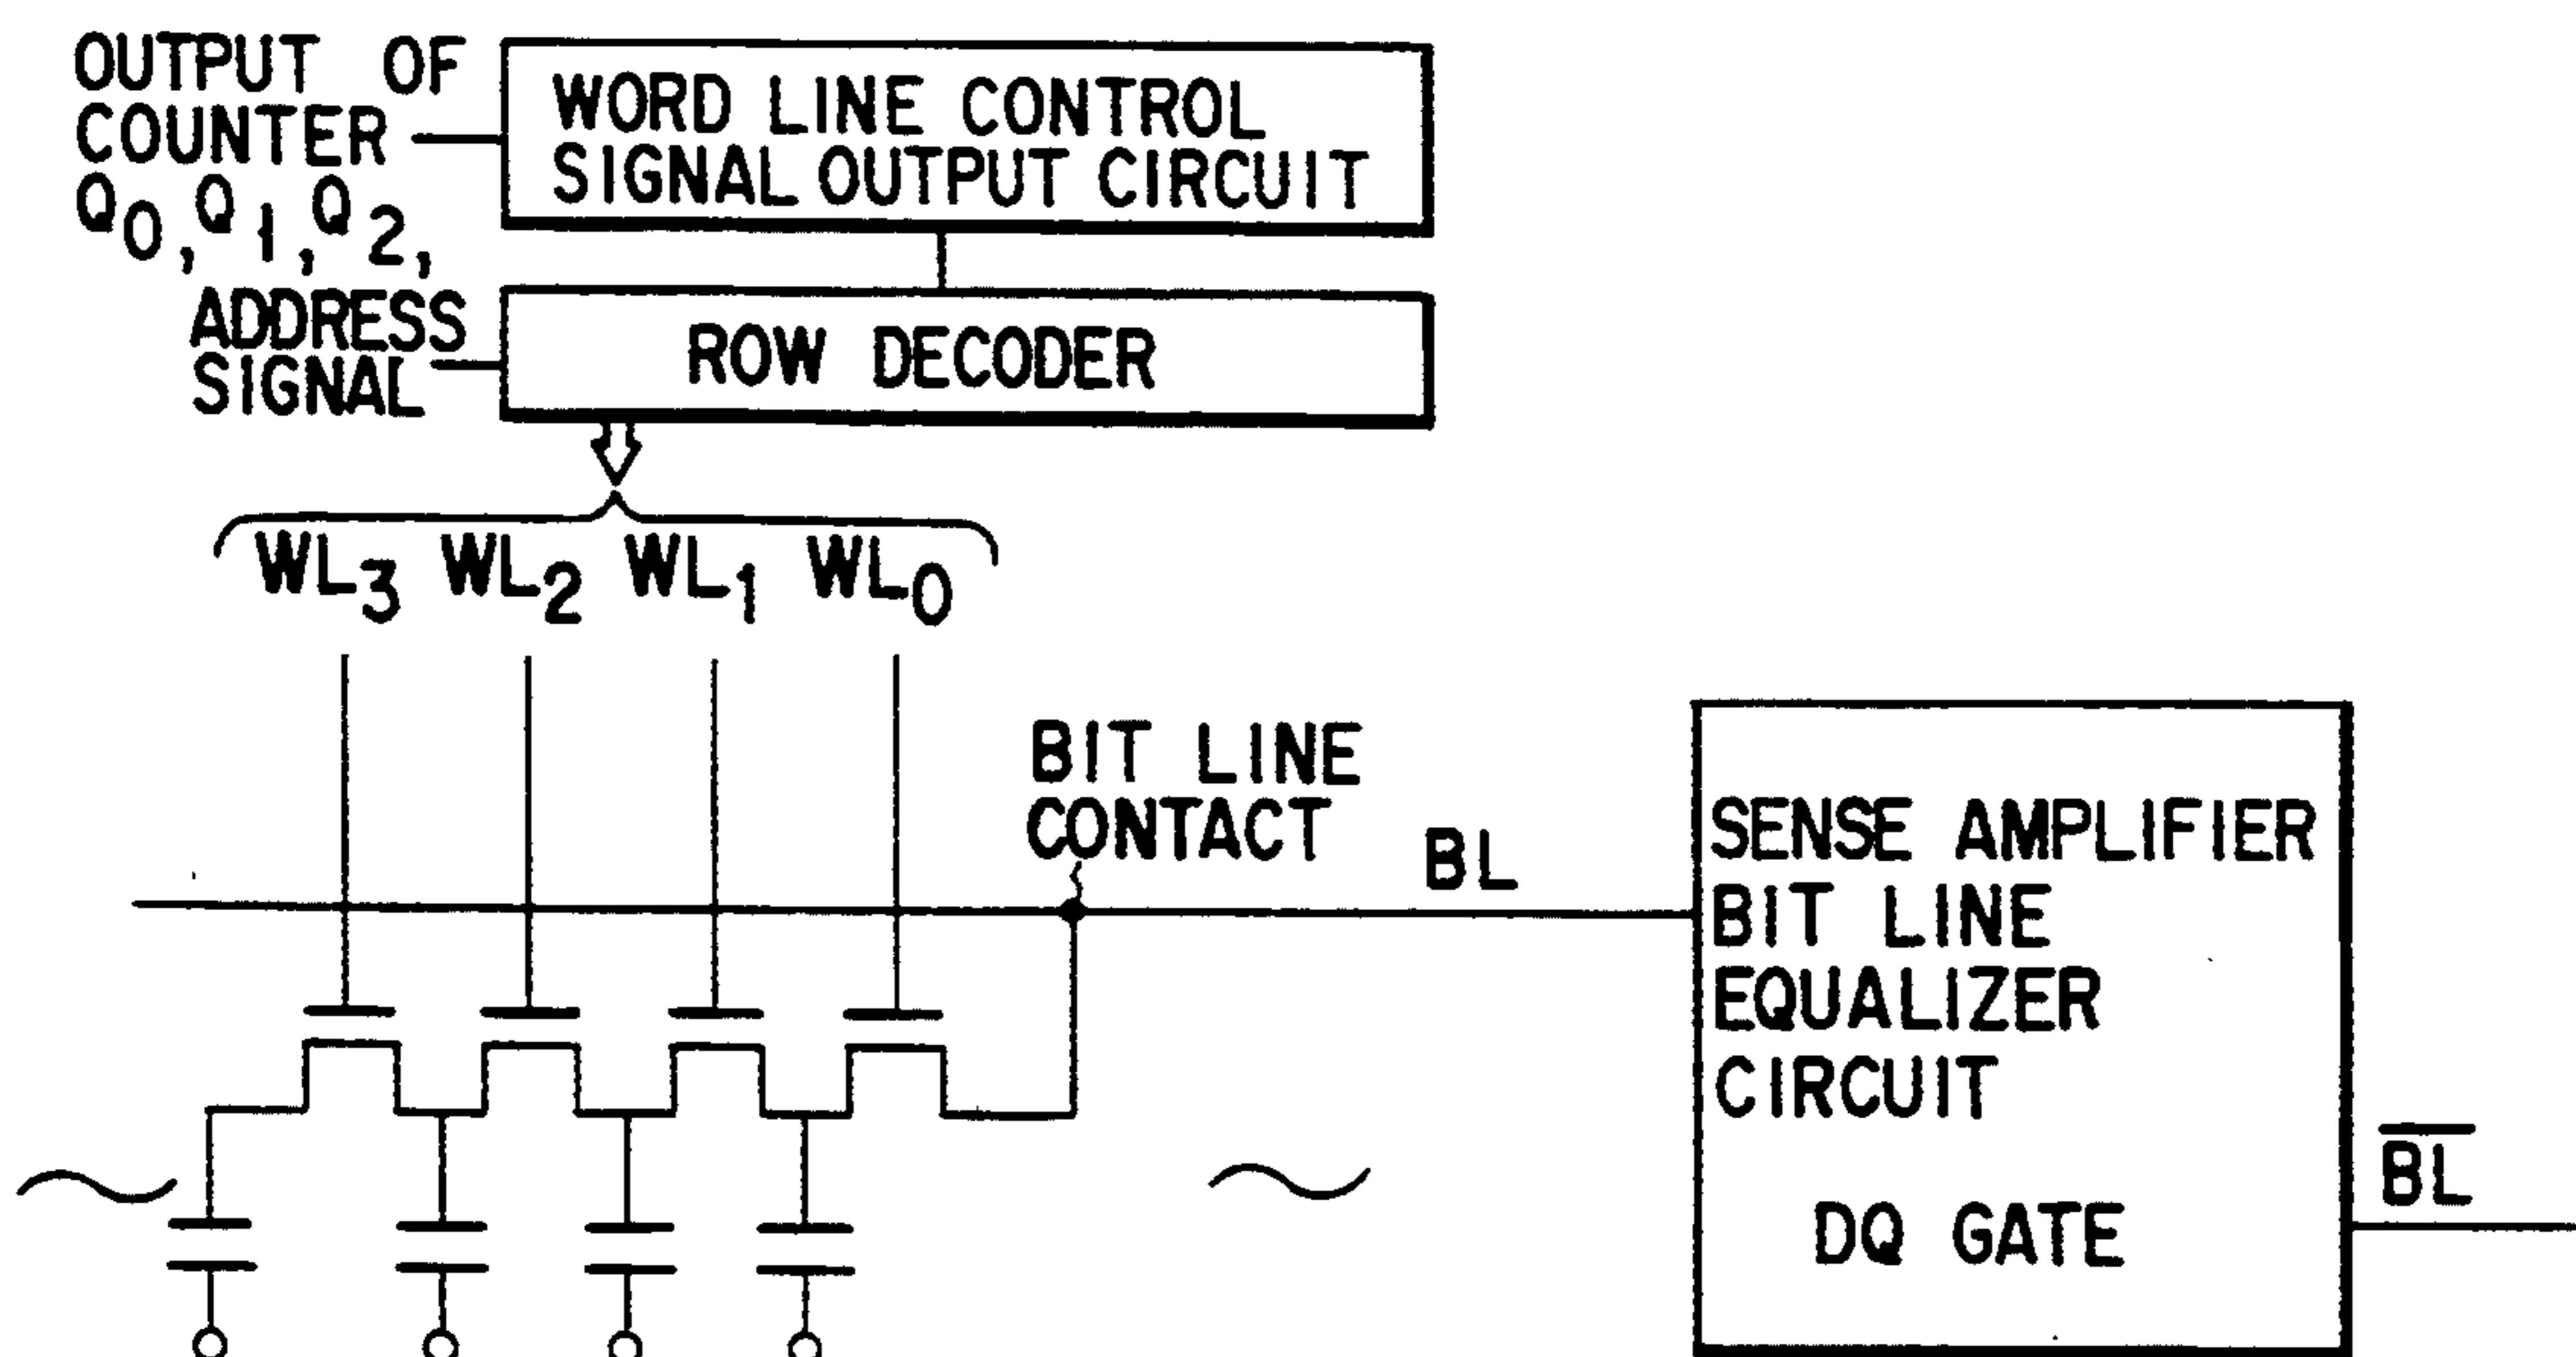 OUTPUT OF
COUNTER
Q0, Q1, Q2,
WORD LINE CONTROL
SIGNAL OUTPUT CIRCUIT
ADDRESS
SIGNAL
ROW DECODER
WL3 WL2 WL1 WL0
BIT LINE
CONTACT
BL
SENSE AMPLIFIER
BIT LINE
EQUALIZER
CIRCUIT
DQ GATE
B̅L̅